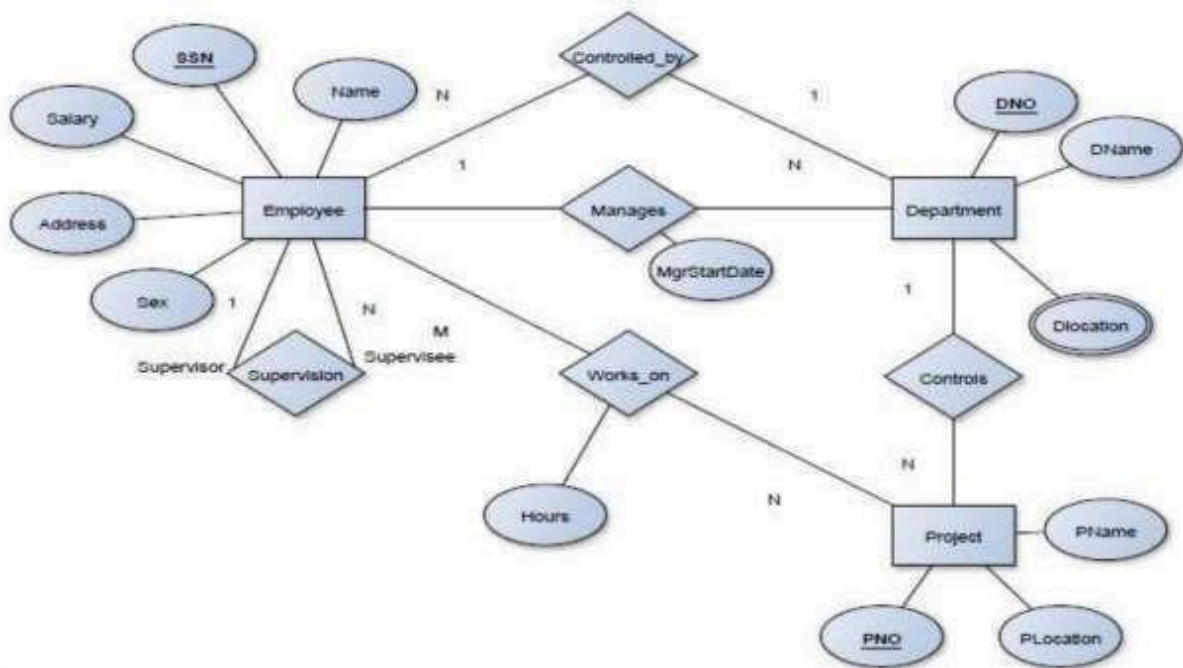 Controlled_by
SSN
Name
N
1
DNO
Salary
DName
1
N
Employee
Manages
Department
Address
MgrStartDate
Sex
1
N
1
Dlocation
M
Supervisor
Supervisee
Supervision
Works_on
Controls
N
Hours
N
Project
PName
PNO
PLocation